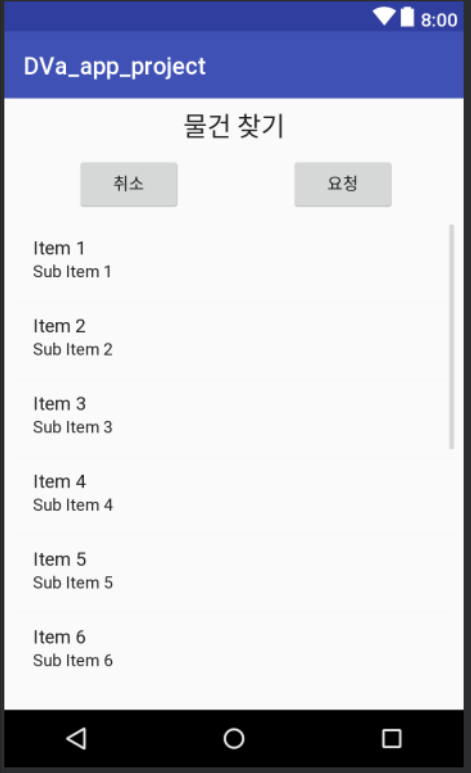 8:00
DVa_app_project
물건 찾기
취소 요청
Item 1
Sub Item 1
Item 2
Sub Item 2
Item 3
Sub Item 3
Item 4
Sub Item 4
Item 5
Sub Item 5
Item 6
Sub Item 6